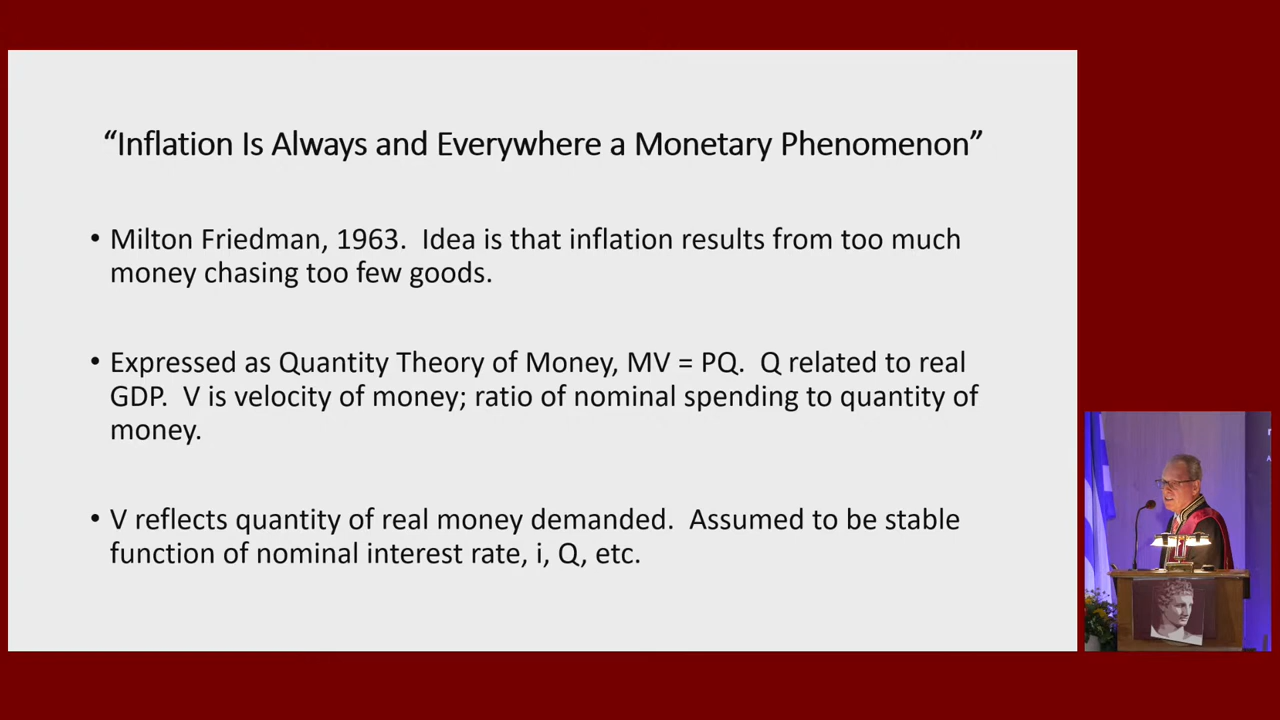 “Inflation Is Always and Everywhere a Monetary Phenomenon”
• Milton Friedman, 1963.  Idea is that inflation results from too much
money chasing too few goods.
• Expressed as Quantity Theory of Money, MV = PQ.  Q related to real
GDP.  V is velocity of money; ratio of nominal spending to quantity of
money.
• V reflects quantity of real money demanded.  Assumed to be stable
function of nominal interest rate, i, Q, etc.